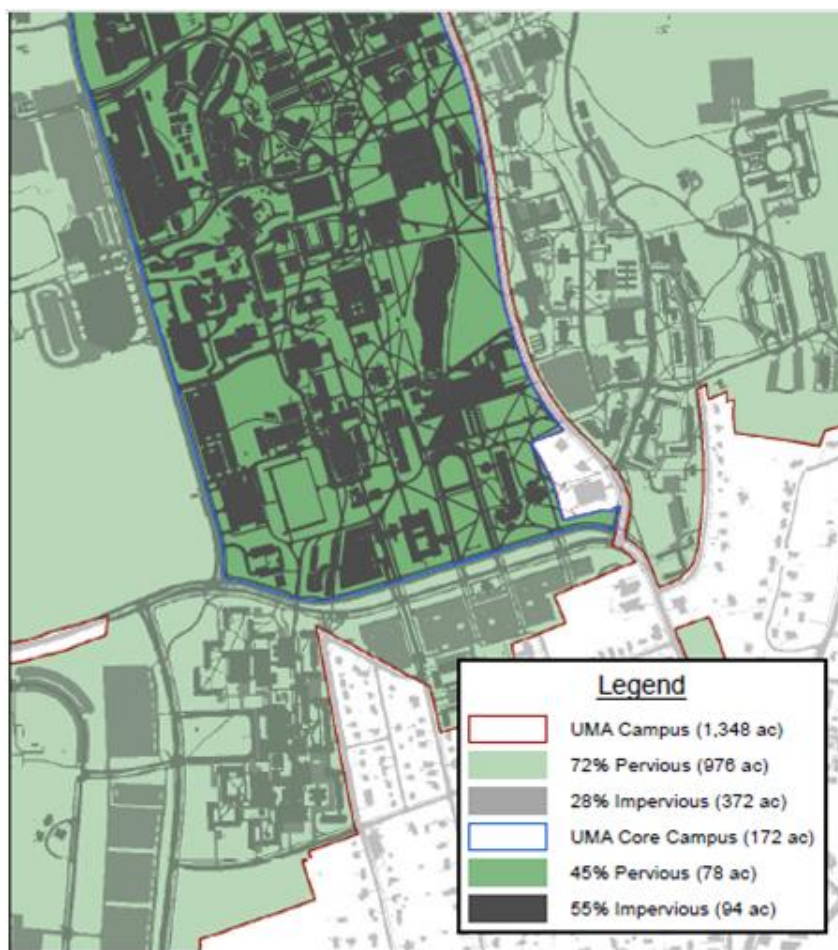 Legend
UMA Campus (1,348 ac)
72% Pervious (976 ac)
28% Impervious (372 ac)
UMA Core Campus (172 ac)
45% Pervious (78 ac)
55% Impervious (94 ac)